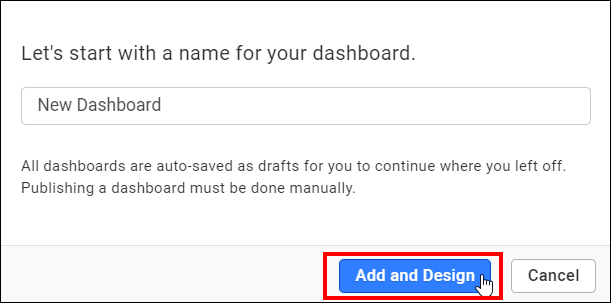 Let's start with a name for your dashboard.
New Dashboard
All dashboards are auto-saved as drafts for you to continue where you left off.
Publishing a dashboard must be done manually.
Add and Design
Cancel